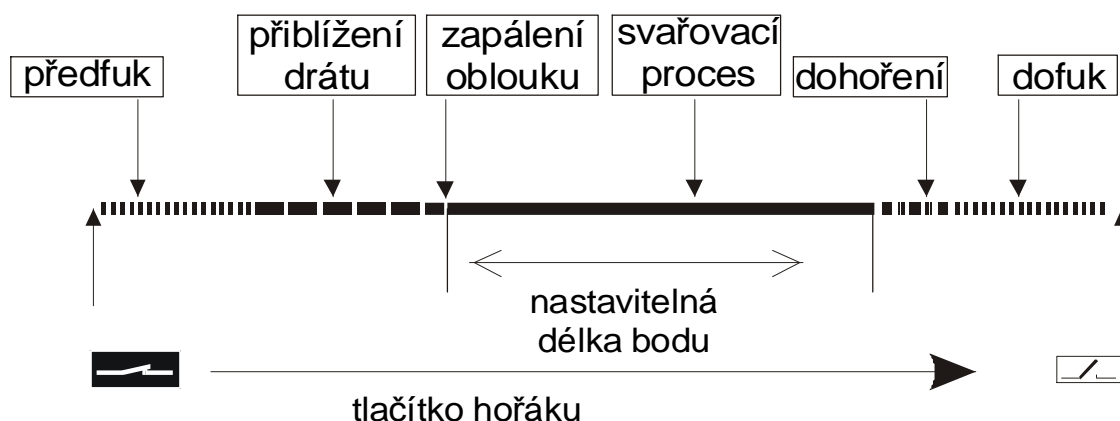 předfuk
přiblížení
drátu
zapálení
oblouku
svařovací
proces
dohoření
dofuk
nastavitelná
délka bodu
tlačítko hořáku